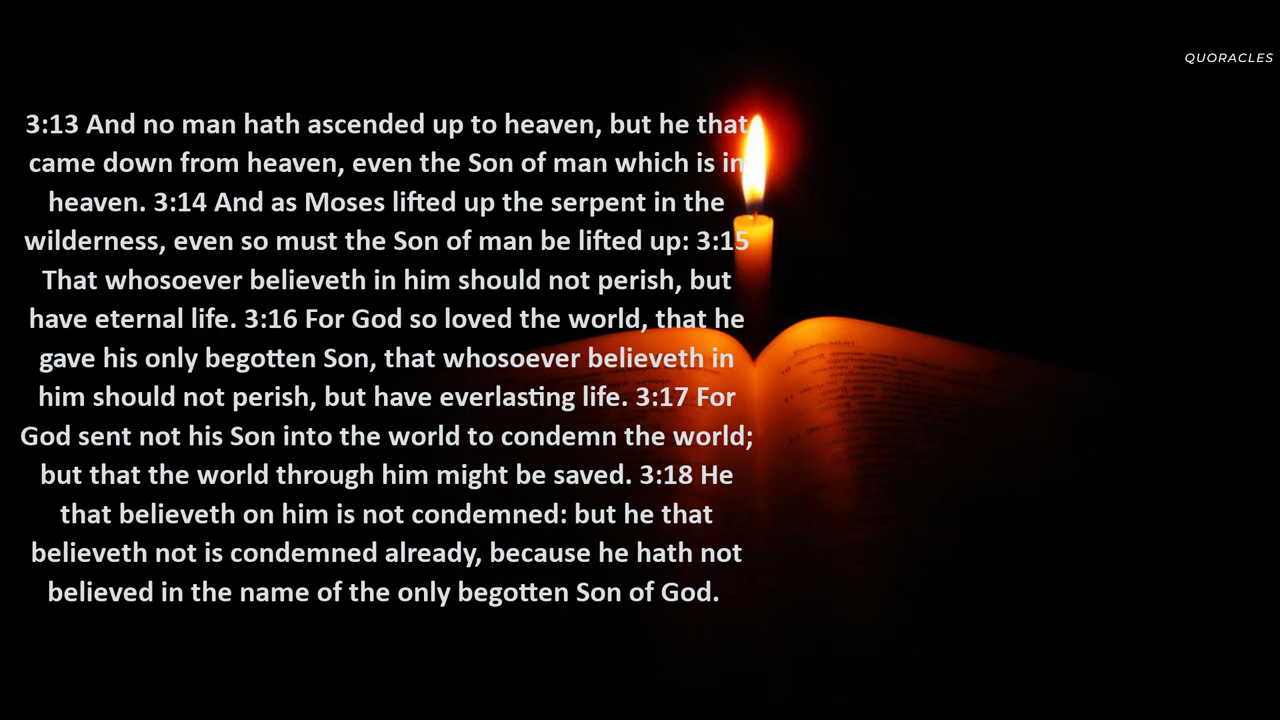 QUORACLES
3:13 And no man hath ascended up to heaven, but he that
came down from heaven, even the Son of man which is in
heaven. 3:14 And as Moses lifted up the serpent in the
wilderness, even so must the Son of man be lifted up: 3:15
That whosoever believeth in him should not perish, but
have eternal life. 3:16 For God so loved the world, that he
gave his only begotten Son, that whosoever believeth in
him should not perish, but have everlasting life. 3:17 For
God sent not his Son into the world to condemn the world;
but that the world through him might be saved. 3:18 He
that believeth on him is not condemned: but he that
believeth not is condemned already, because he hath not
believed in the name of the only begotten Son of God.